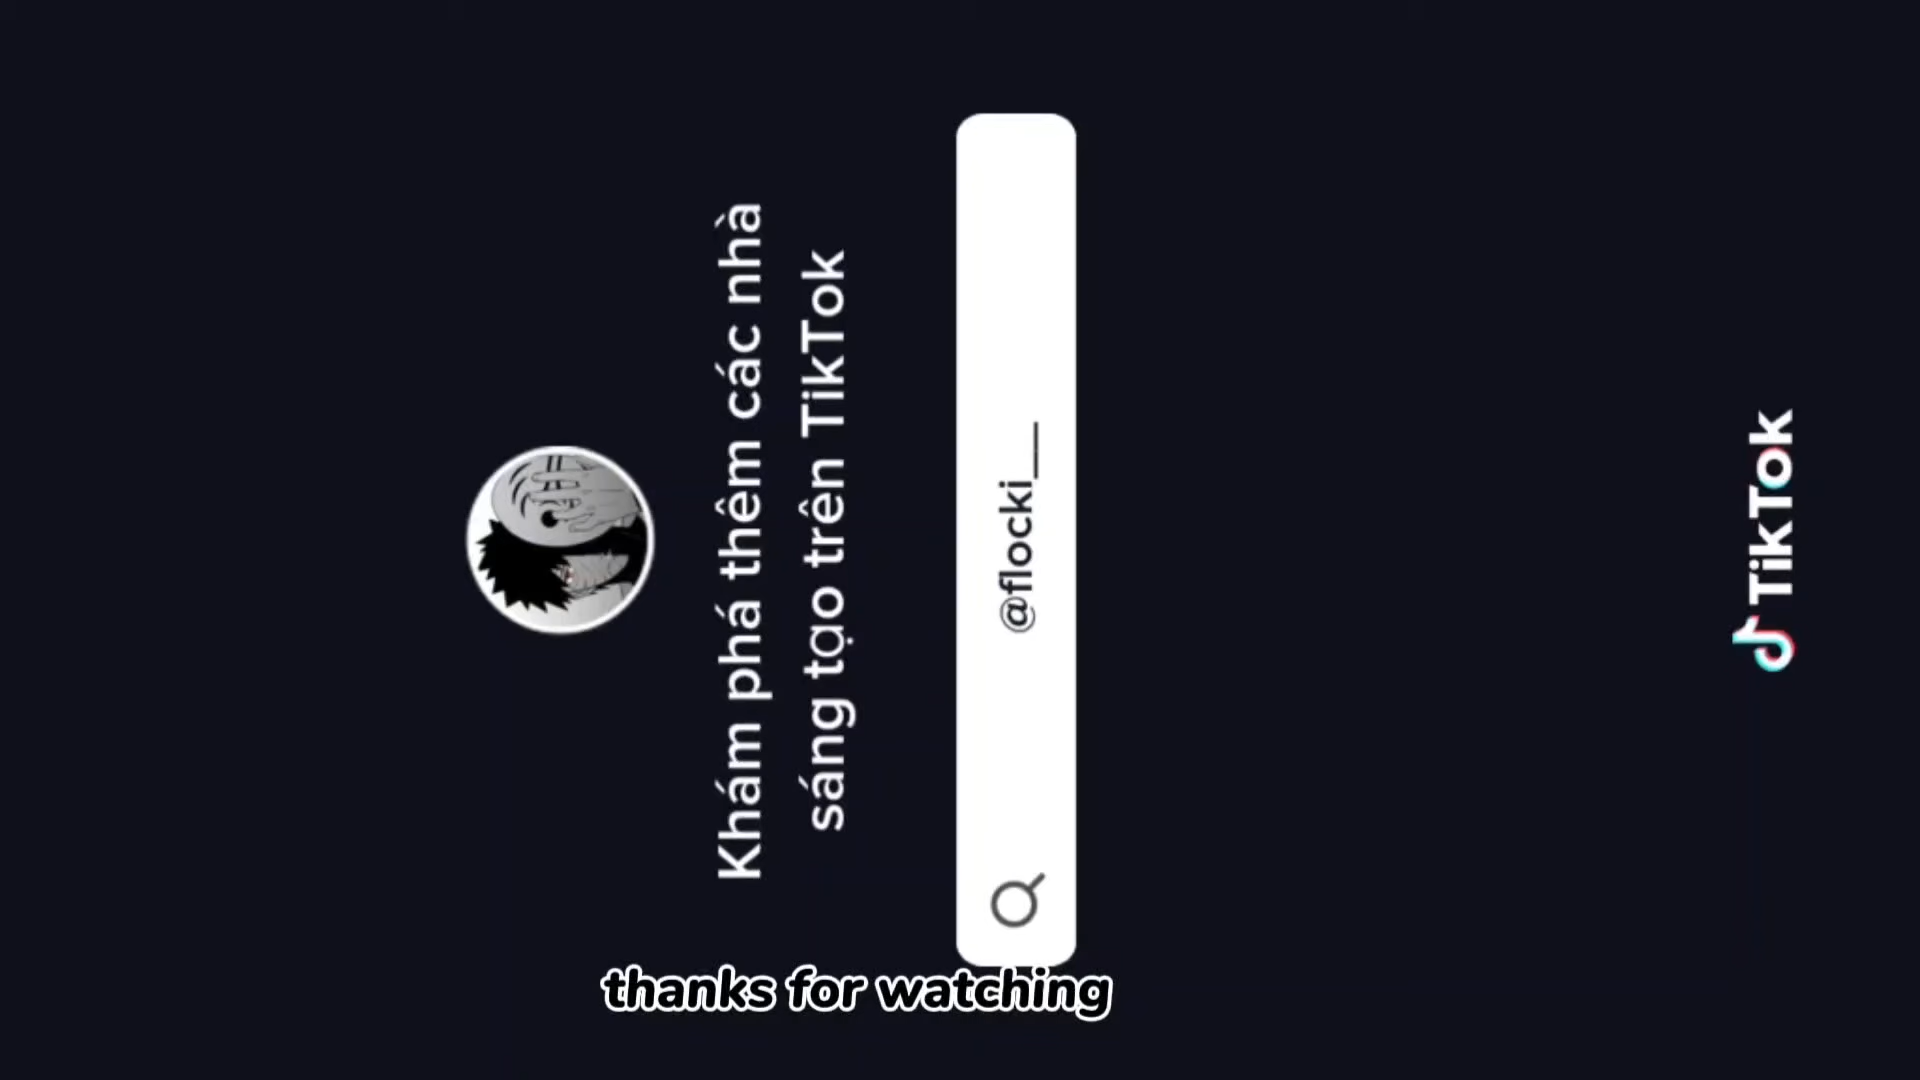 Khám phá thêm các nhà
sáng tạo trên TikTok
@flocki__
TikTok
thanks for watching